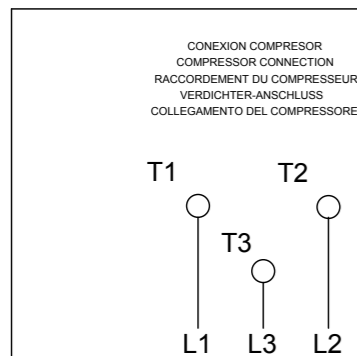 CONEXION COMPRESOR
COMPRESSOR CONNECTION
RACCORDEMENT DU COMPRESSEUR
VERDICHTER-ANSCHLUSS
COLLEGAMENTO DEL COMPRESSORE
T1 T2
T3
L1 L3 L2